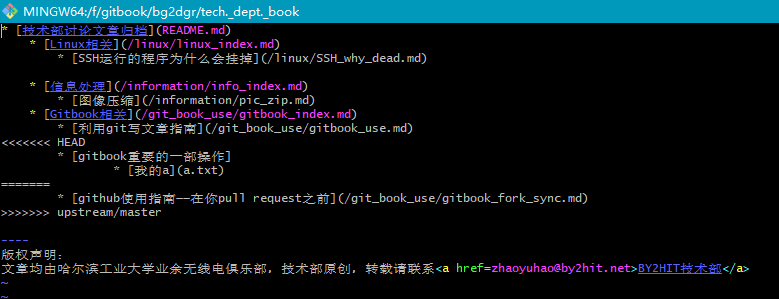 MINGW64:/f/gitbook/bg2dgr/tech._dept._book
* [技术部讨论文章归档](README.md)
    * [Linux相关](/linux/linux_index.md)
        * [SSH运行的程序为什么会挂掉](/linux/SSH_why_dead.md)
    * [信息处理](/information/info_index.md)
        * [图像压缩](/information/pic_zip.md)
    * [Gitbook相关](/git_book_use/gitbook_index.md)
        * [利用git写文章指南](/git_book_use/gitbook_use.md)
<<<<<<< HEAD
        * [gitbook重要的一部操作]
                * [我的a](a.txt)
=======
        * [github使用指南--在你pull request之前](/git_book_use/gitbook_fork_sync.md)
>>>>>>> upstream/master
----
版权声明:
文章均由哈尔滨工业大学业余无线电俱乐部, 技术部原创, 转载请联系<a href=zhaoyuhao@by2hit.net>BY2HIT技术部</a>
~
~